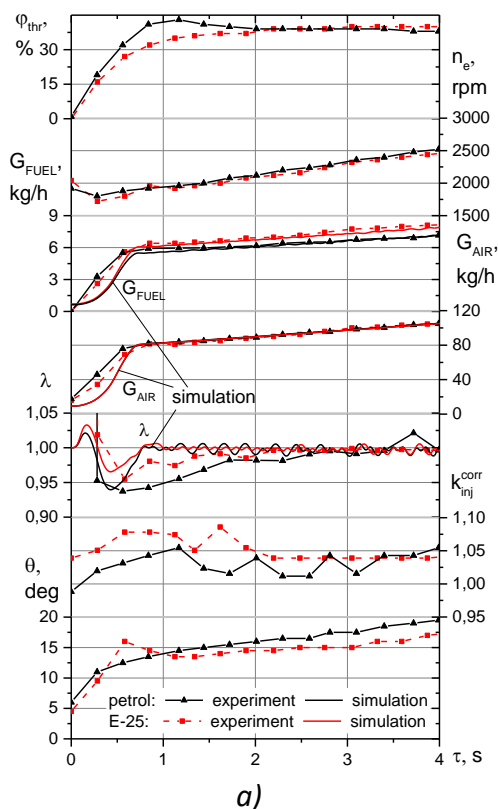 φthr,
% 30
15
0
ne,
rpm
3000
2500
2000
1500
GFUEL,
kg/h
9
6
3
0
GFUEL
GAIR,
kg/h
120
80
40
0
simulation
GAIR
λ
1,05
1,00
0,95
0,90
λ
kinjcorr
1,10
1,05
1,00
0,95
θ,
deg
20
15
10
5
0
petrol: experiment simulation
E-25: experiment simulation
0 1 2 3 4 τ, s
a)